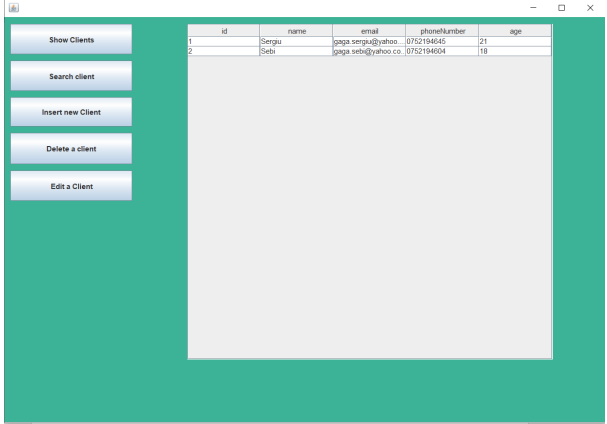 Show Clients
Search client
Insert new Client
Delete a client
Edit a Client
id name email phoneNumber age
1 Sergiu gaga.sergiu@yahoo... 0752194645 21
2 Sebi gaga.sebi@yahoo.co.. 0752194604 18